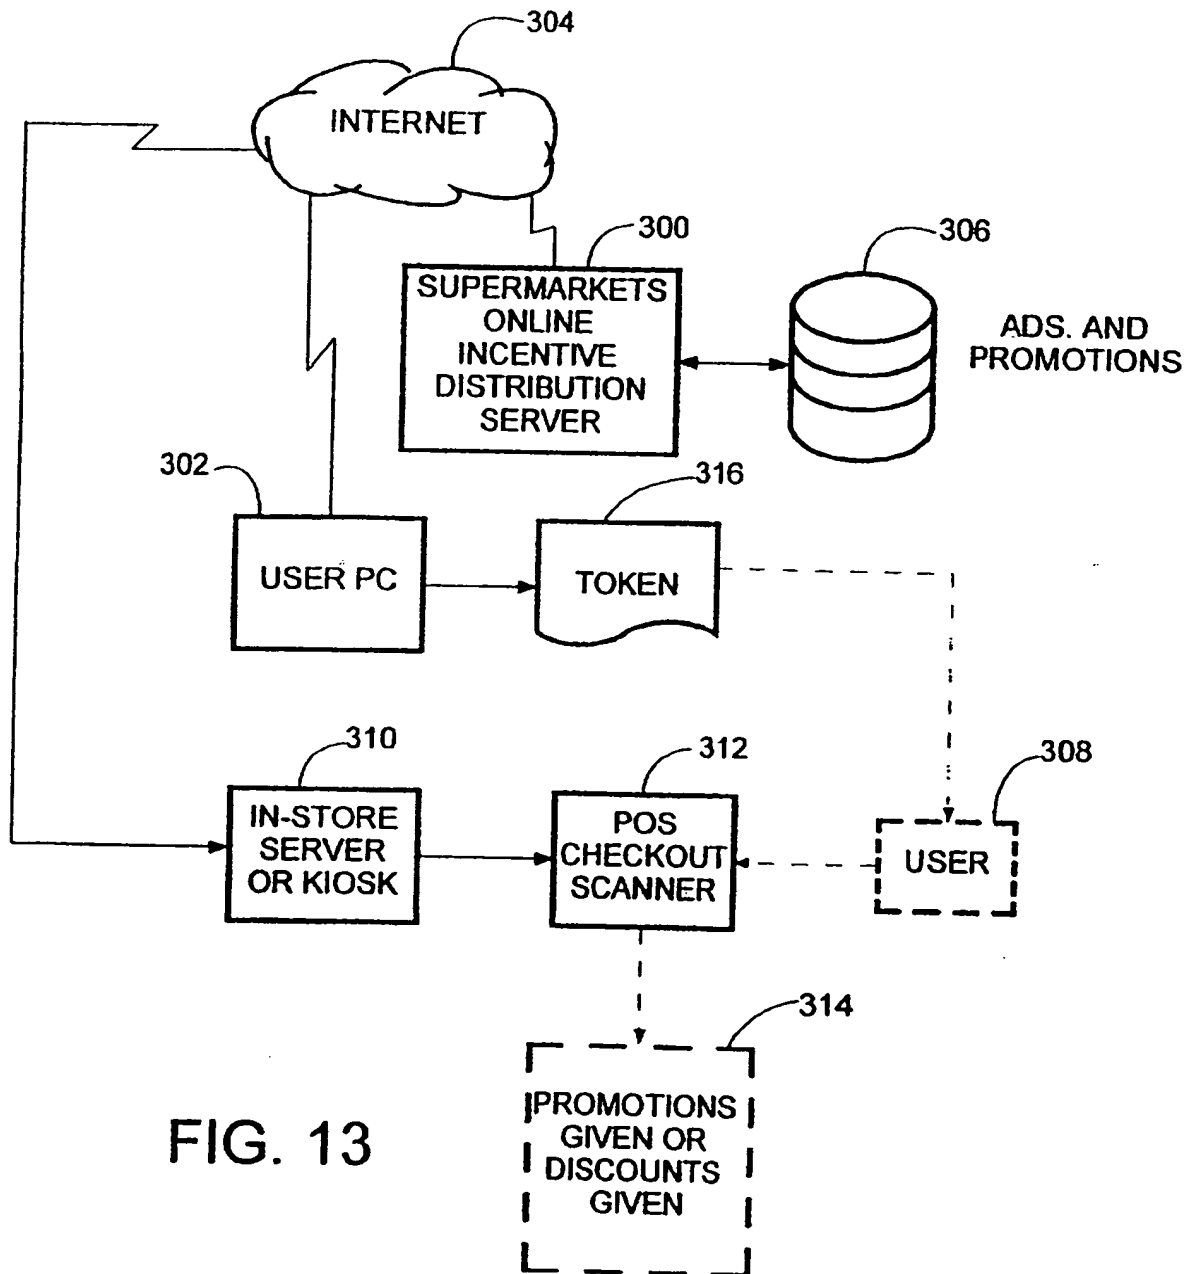 304
INTERNET
300
306
SUPERMARKETS
ONLINE
INCENTIVE
DISTRIBUTION
SERVER
ADS. AND
PROMOTIONS
302
316
USER PC
TOKEN
310
312
308
IN-STORE
SERVER
OR KIOSK
POS
CHECKOUT
SCANNER
USER
314
PROMOTIONS
GIVEN OR
DISCOUNTS
GIVEN
FIG. 13